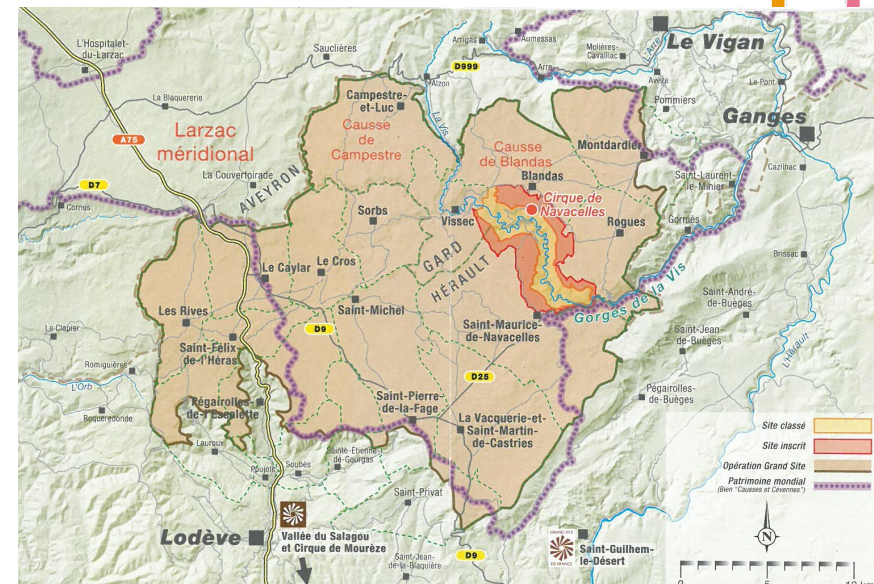 L'Hospitalet-
du-Larzac
Sauclières
Arrigas
Aumessas
Molières-
Cavaillac
L'Arre
Le Vigan
D999
Arre
Avèze
Alzon
Le-Pont
La Blaquererie
Campestre-
et-Luc
La Vis
Pommiers
Ganges
A75
Larzac
méridional
Causse
de
Campestre
Causse
de Blandas
Montdardier
Cazilhac
D7
La Couvertoirade
AVEYRON
Blandas
Saint-Laurent-
le-Minier
Cornus
Sorbs
Vissec
Cirque de
Navacelles
Rogues
Gorniès
Brissac
GARD
HÉRAULT
Le Caylar
Le Cros
Gorges de la Vis
Saint-André-
de-Buèges
Les Rives
Saint-Michel
Le Clapier
D9
Saint-Maurice-
de-Navacelles
Saint-Jean
de-Buèges
L'Hérault
Saint-Félix
de-l'Héras
Romiguières
L'Orb
D25
Pégairolles-
de-l'Escalette
Saint-Pierre-
de-la-Fage
Pégairolles-
de-Buèges
Roqueredonde
La Vacquerie-et-
Saint-Martin-
de-Castries
Lauroux
Sainte-Étienne-
de-Gourgas
Poujols
Soubès
Saint-Privat
Site classé
Site inscrit
Opération Grand Site
Patrimoine mondial
(Bien "Causses et Cévennes")
Lodève
Vallée du Salagou
et Cirque de Mourèze
D9
GRAND SITE
DE FRANCE
Saint-Guilhem-
le-Désert
Saint-Jean-
de-la-Blaquière
N
0 5 10 km